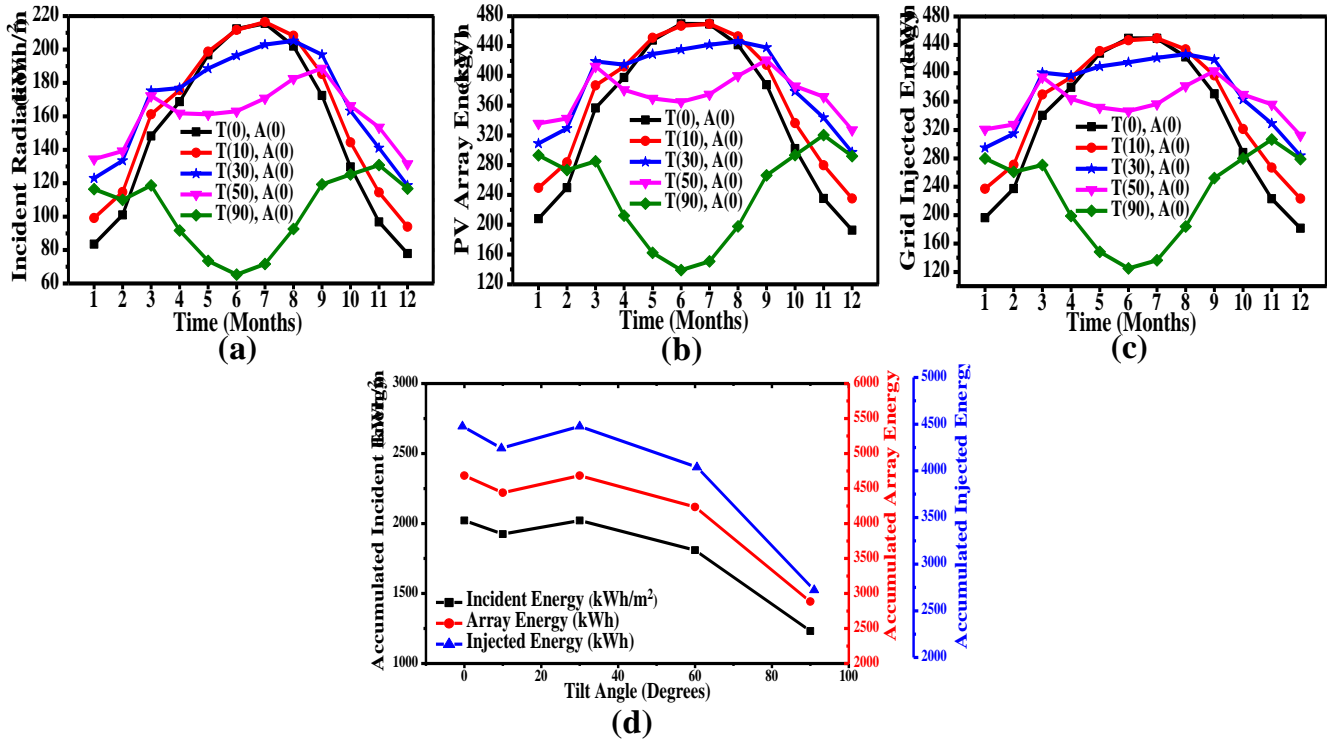 Incident Radiation
220
200
180
160
140
120
100
80
60
T(0), A(0)
T(10), A(0)
T(30), A(0)
T(50), A(0)
T(90), A(0)
1 2 3 4 5 6 7 8 9 10 11 12
Time (Months)
(a)
PV Array Energy
480
440
400
360
320
280
240
200
160
120
T(0), A(0)
T(10), A(0)
T(30), A(0)
T(50), A(0)
T(90), A(0)
1 2 3 4 5 6 7 8 9 10 11 12
Time (Months)
(b)
Grid Injected Energy
480
440
400
360
320
280
240
200
160
120
T(0), A(0)
T(10), A(0)
T(30), A(0)
T(50), A(0)
T(90), A(0)
1 2 3 4 5 6 7 8 9 10 11 12
Time (Months)
(c)
Accumulated Incident Energy
3000
2500
2000
1500
1000
Incident Energy (kWh/m²)
Array Energy (kWh)
Injected Energy (kWh)
0 20 40 60 80 100
Tilt Angle (Degrees)
6000
5500
5000
4500
4000
3500
3000
2500
2000
Accumulated Array Energy
5000
4500
4000
3500
3000
2500
2000
Accumulated Injected Energy
(d)